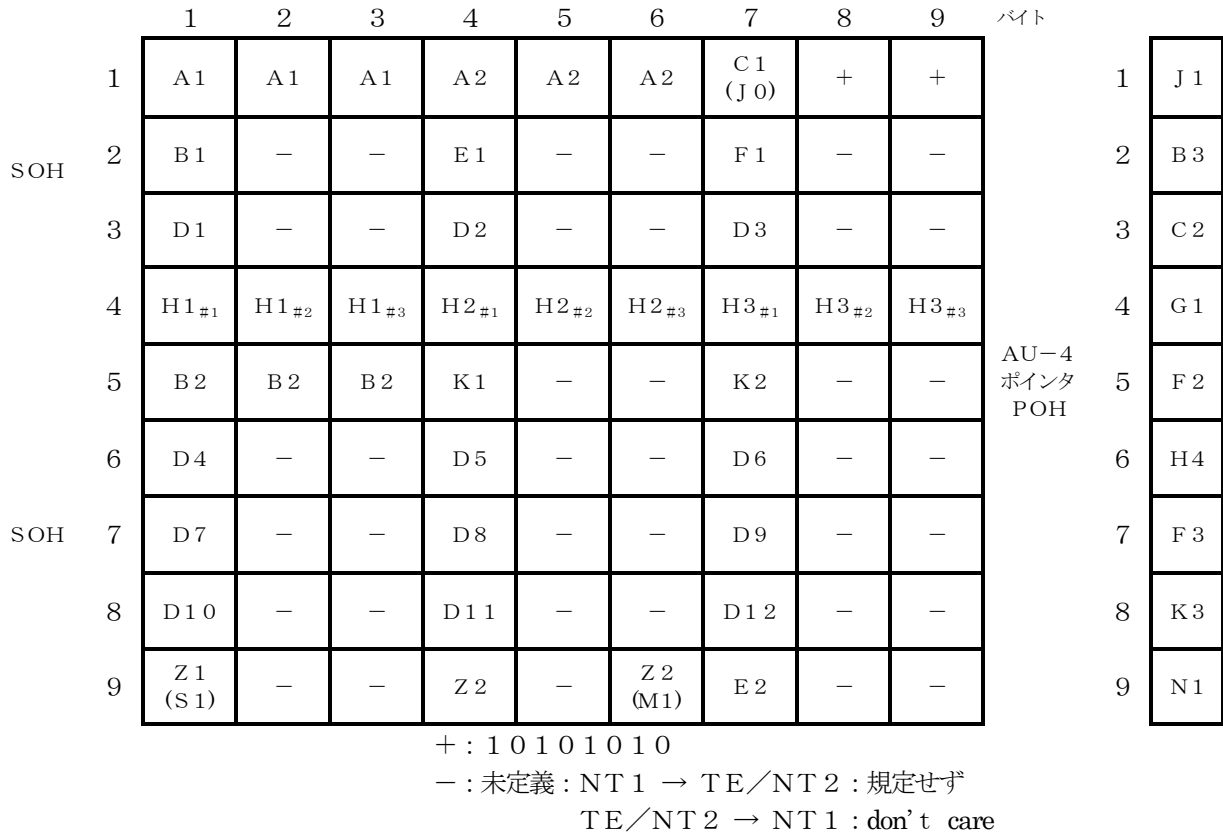 1 2 3 4 5 6 7 8 9 バイト
1 A1 A1 A1 A2 A2 A2 C1 (J0) + + 1 J1
SOH 2 B1 － － E1 － － F1 － － 2 B3
3 D1 － － D2 － － D3 － － 3 C2
4 H1#1 H1#2 H1#3 H2#1 H2#2 H2#3 H3#1 H3#2 H3#3 4 G1
5 B2 B2 B2 K1 － － K2 － － AU－4 ポインタ POH 5 F2
6 D4 － － D5 － － D6 － － 6 H4
SOH 7 D7 － － D8 － － D9 － － 7 F3
8 D10 － － D11 － － D12 － － 8 K3
9 Z1 (S1) － － Z2 － Z2 (M1) E2 － － 9 N1
＋：１０１０１０１０
－：未定義：NT1 → TE／NT2：規定せず
TE／NT2 → NT1：don't care